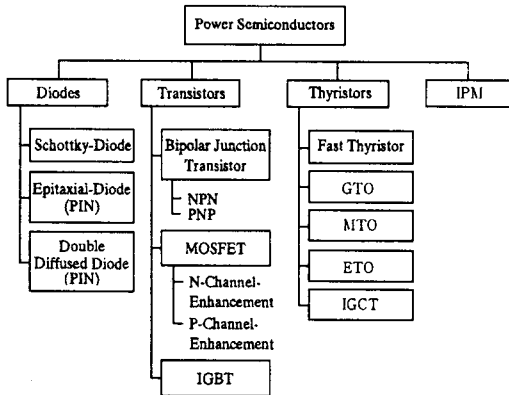 Power Semiconductors
Diodes
Transistors
Thyristors
IPM
Schottky-Diode
Epitaxial-Diode
(PIN)
Double
Diffused Diode
(PIN)
Bipolar Junction
Transistor
NPN
PNP
MOSFET
N-Channel-
Enhancement
P-Channel-
Enhancement
IGBT
Fast Thyristor
GTO
MTO
ETO
IGCT